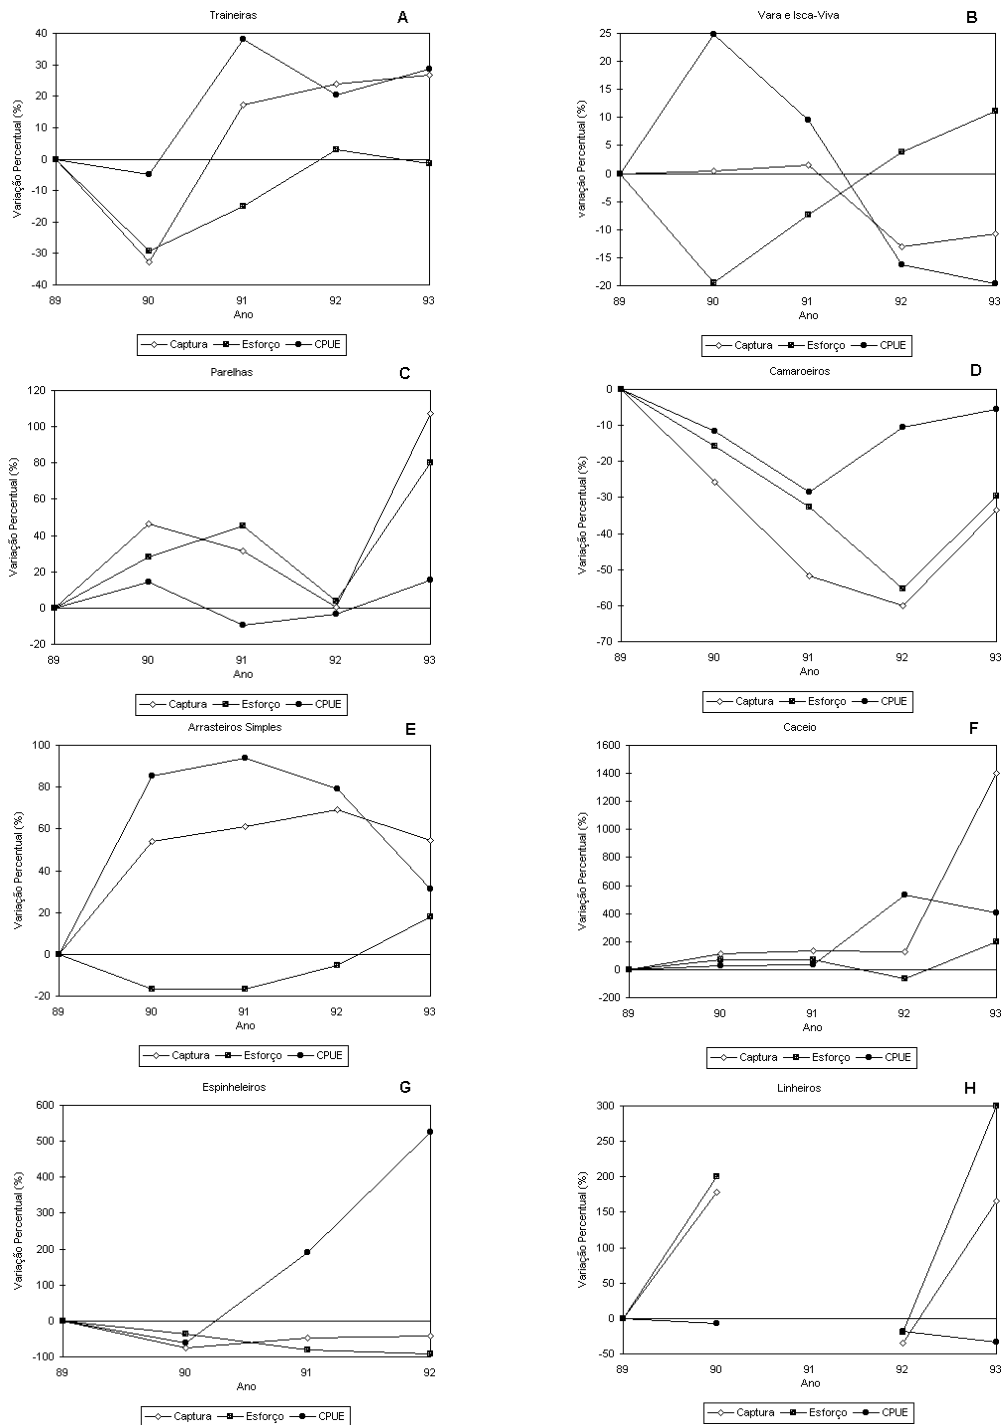 Traineiras A
40
30
20
10
0
-10
-20
-30
-40
Variação Percentual (%)
89 90 91 92 93
Ano
Captura Esforço CPUE
Vara e Isca-Viva B
25
20
15
10
5
0
-5
-10
-15
-20
Variação Percentual (%)
89 90 91 92 93
Ano
Captura Esforço CPUE
Parelhas C
120
100
80
60
40
20
0
-20
Variação Percentual (%)
89 90 91 92 93
Ano
Captura Esforço CPUE
Camaroeiros D
0
-10
-20
-30
-40
-50
-60
-70
Variação Percentual (%)
89 90 91 92 93
Ano
Captura Esforço CPUE
Arrasteiros Simples E
100
80
60
40
20
0
-20
Variação Percentual (%)
89 90 91 92 93
Ano
Captura Esforço CPUE
Caceio F
1600
1400
1200
1000
800
600
400
200
0
-200
Variação Percentual (%)
89 90 91 92 93
Ano
Captura Esforço CPUE
Espinheleiros G
600
500
400
300
200
100
0
-100
Variação Percentual (%)
89 90 91 92
Ano
Captura Esforço CPUE
Linheiros H
300
250
200
150
100
50
0
-50
Variação Percentual (%)
89 90 91 92 93
Ano
Captura Esforço CPUE